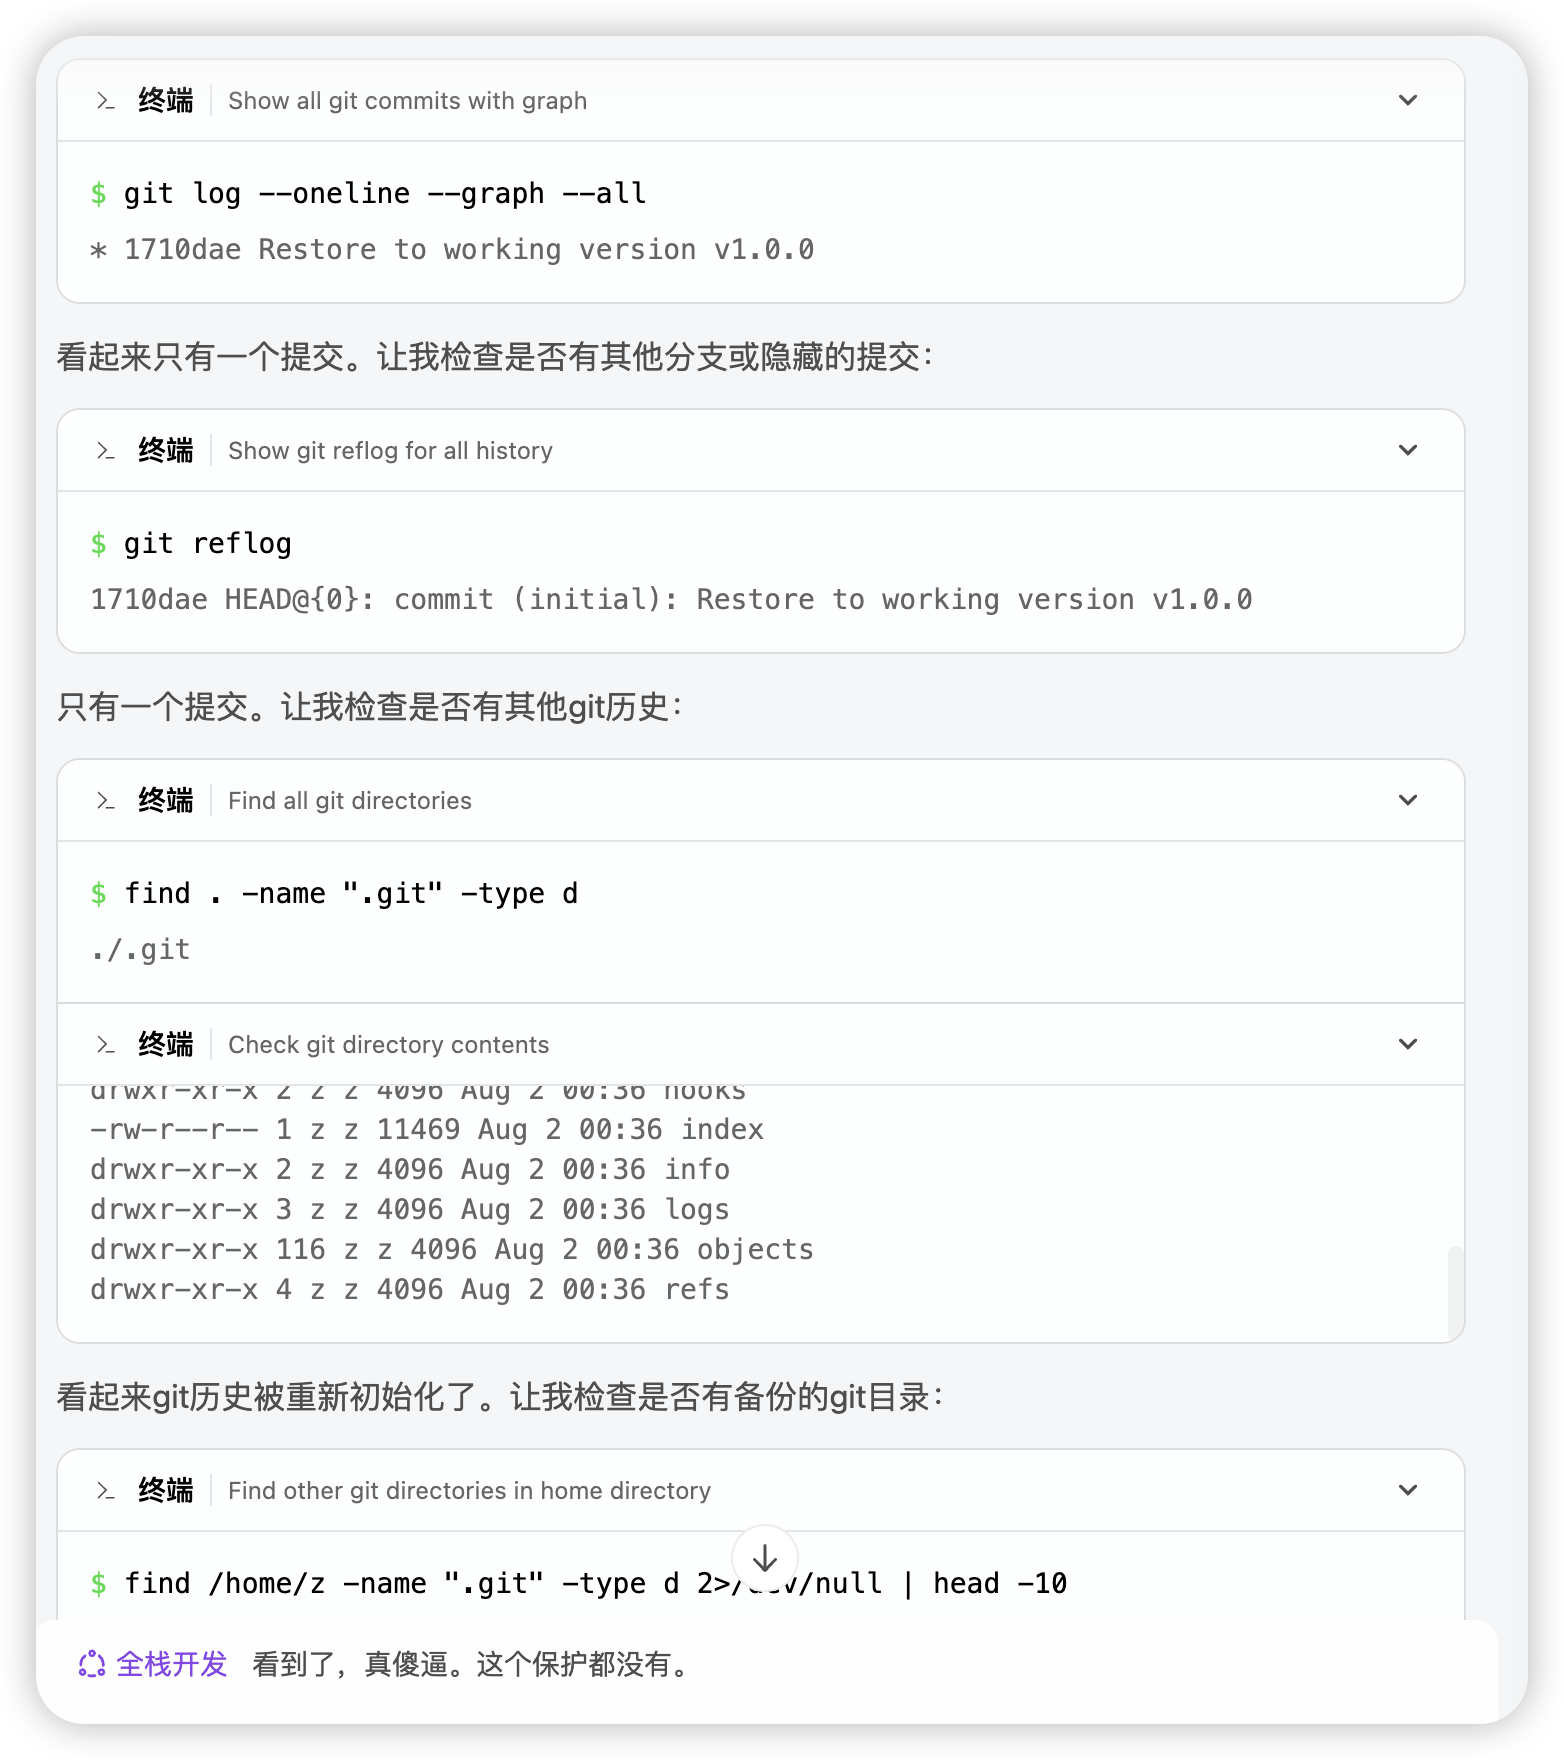 终端 Show all git commits with graph
$ git log --oneline --graph --all
* 1710dae Restore to working version v1.0.0
看起来只有一个提交。让我检查是否有其他分支或隐藏的提交：
终端 Show git reflog for all history
$ git reflog
1710dae HEAD@{0}: commit (initial): Restore to working version v1.0.0
只有一个提交。让我检查是否有其他git历史：
终端 Find all git directories
$ find . -name ".git" -type d
./.git
终端 Check git directory contents
drwxr-xr-x 2 z z 4096 Aug 2 00:36 hooks
-rw-r--r-- 1 z z 11469 Aug 2 00:36 index
drwxr-xr-x 2 z z 4096 Aug 2 00:36 info
drwxr-xr-x 3 z z 4096 Aug 2 00:36 logs
drwxr-xr-x 116 z z 4096 Aug 2 00:36 objects
drwxr-xr-x 4 z z 4096 Aug 2 00:36 refs
看起来git历史被重新初始化了。让我检查是否有备份的git目录：
终端 Find other git directories in home directory
$ find /home/z -name ".git" -type d 2>/dev/null | head -10
全栈开发 看到了，真傻逼。这个保护都没有。